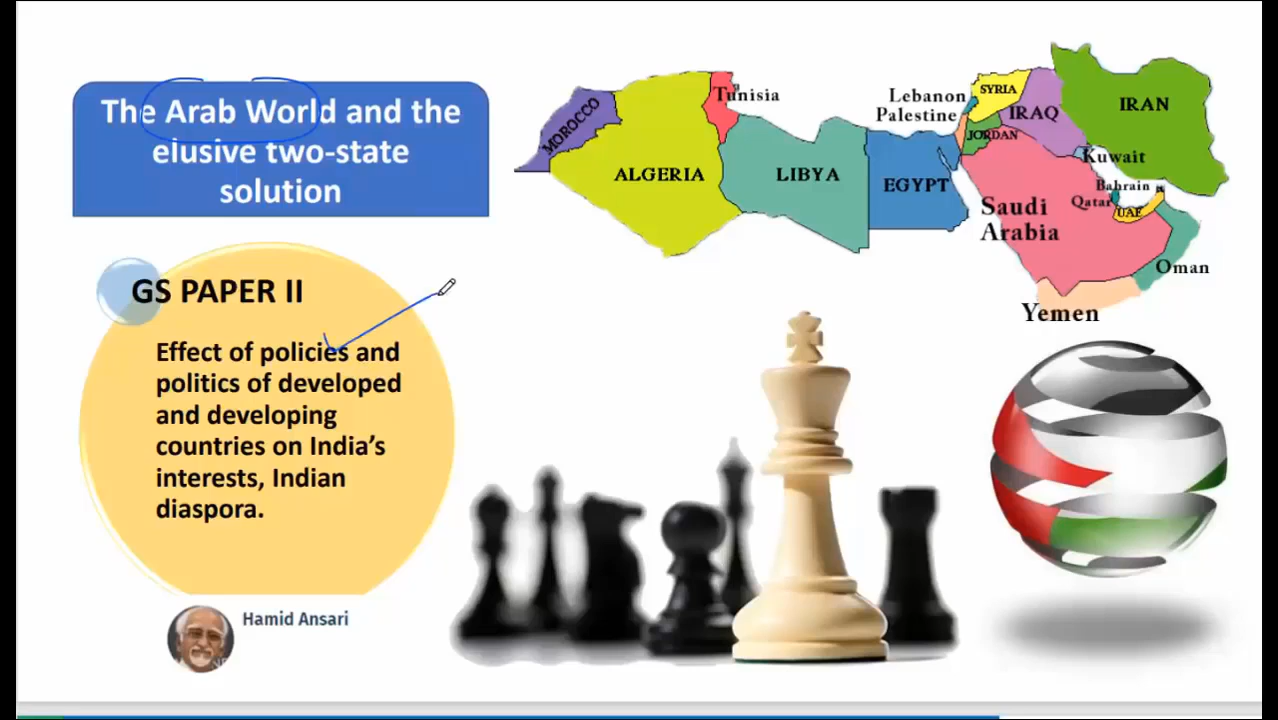 The Arab World and the
elusive two-state
solution
GS PAPER II
Effect of policies and
politics of developed
and developing
countries on India's
interests, Indian
diaspora.
Hamid Ansari
MOROCCO
ALGERIA
Tunisia
LIBYA
EGYPT
Lebanon
Palestine
SYRIA
JORDAN
IRAQ
IRAN
Kuwait
Bahrain
Qatar
UAE
Saudi
Arabia
Oman
Yemen